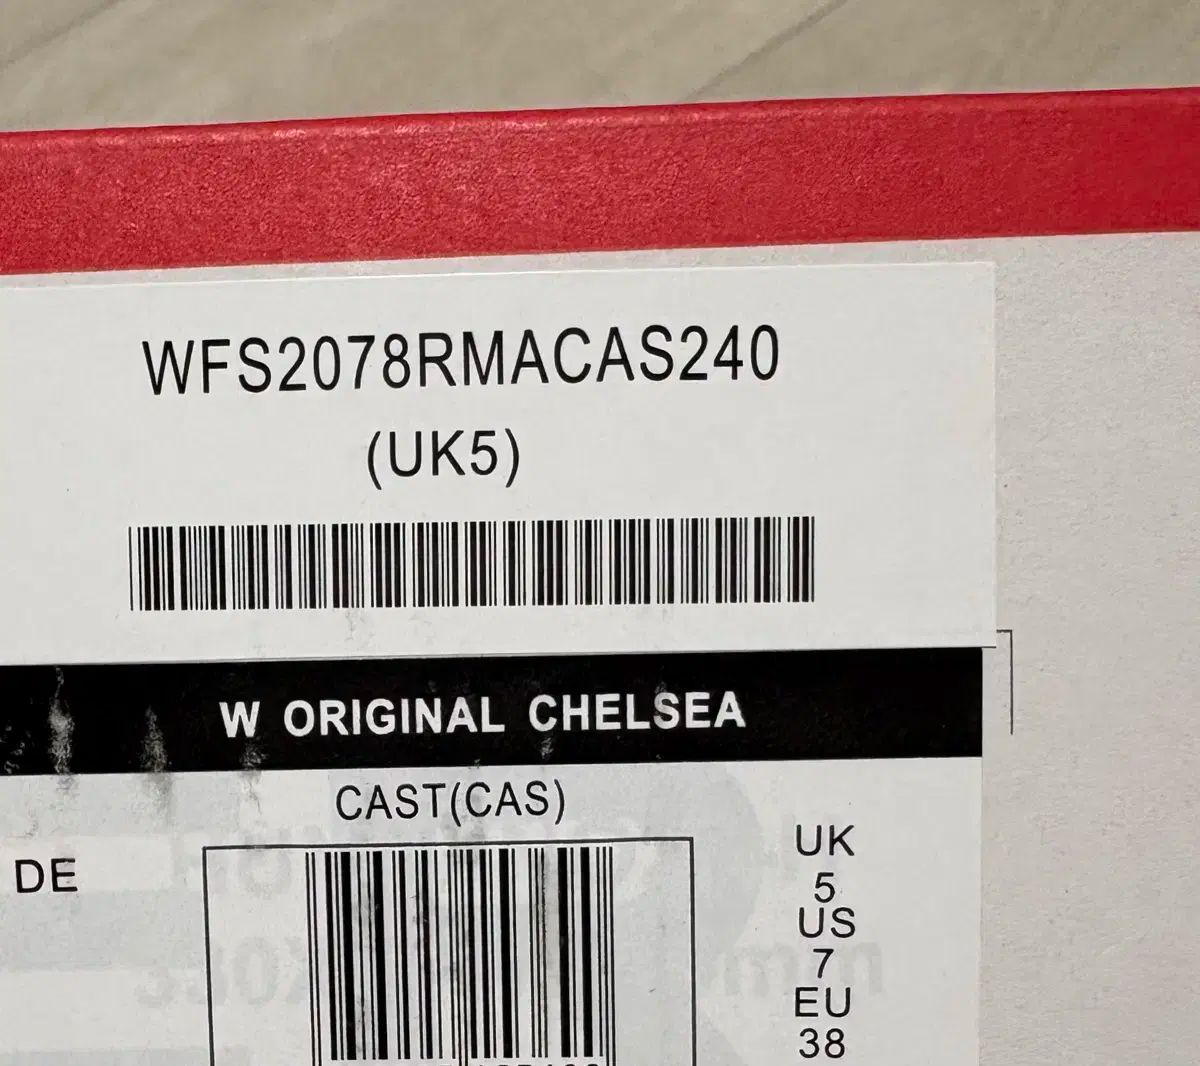 WFS2078RMACAS240
(UK5)
W ORIGINAL CHELSEA
CAST(CAS)
DE
UK
5
US
7
EU
38